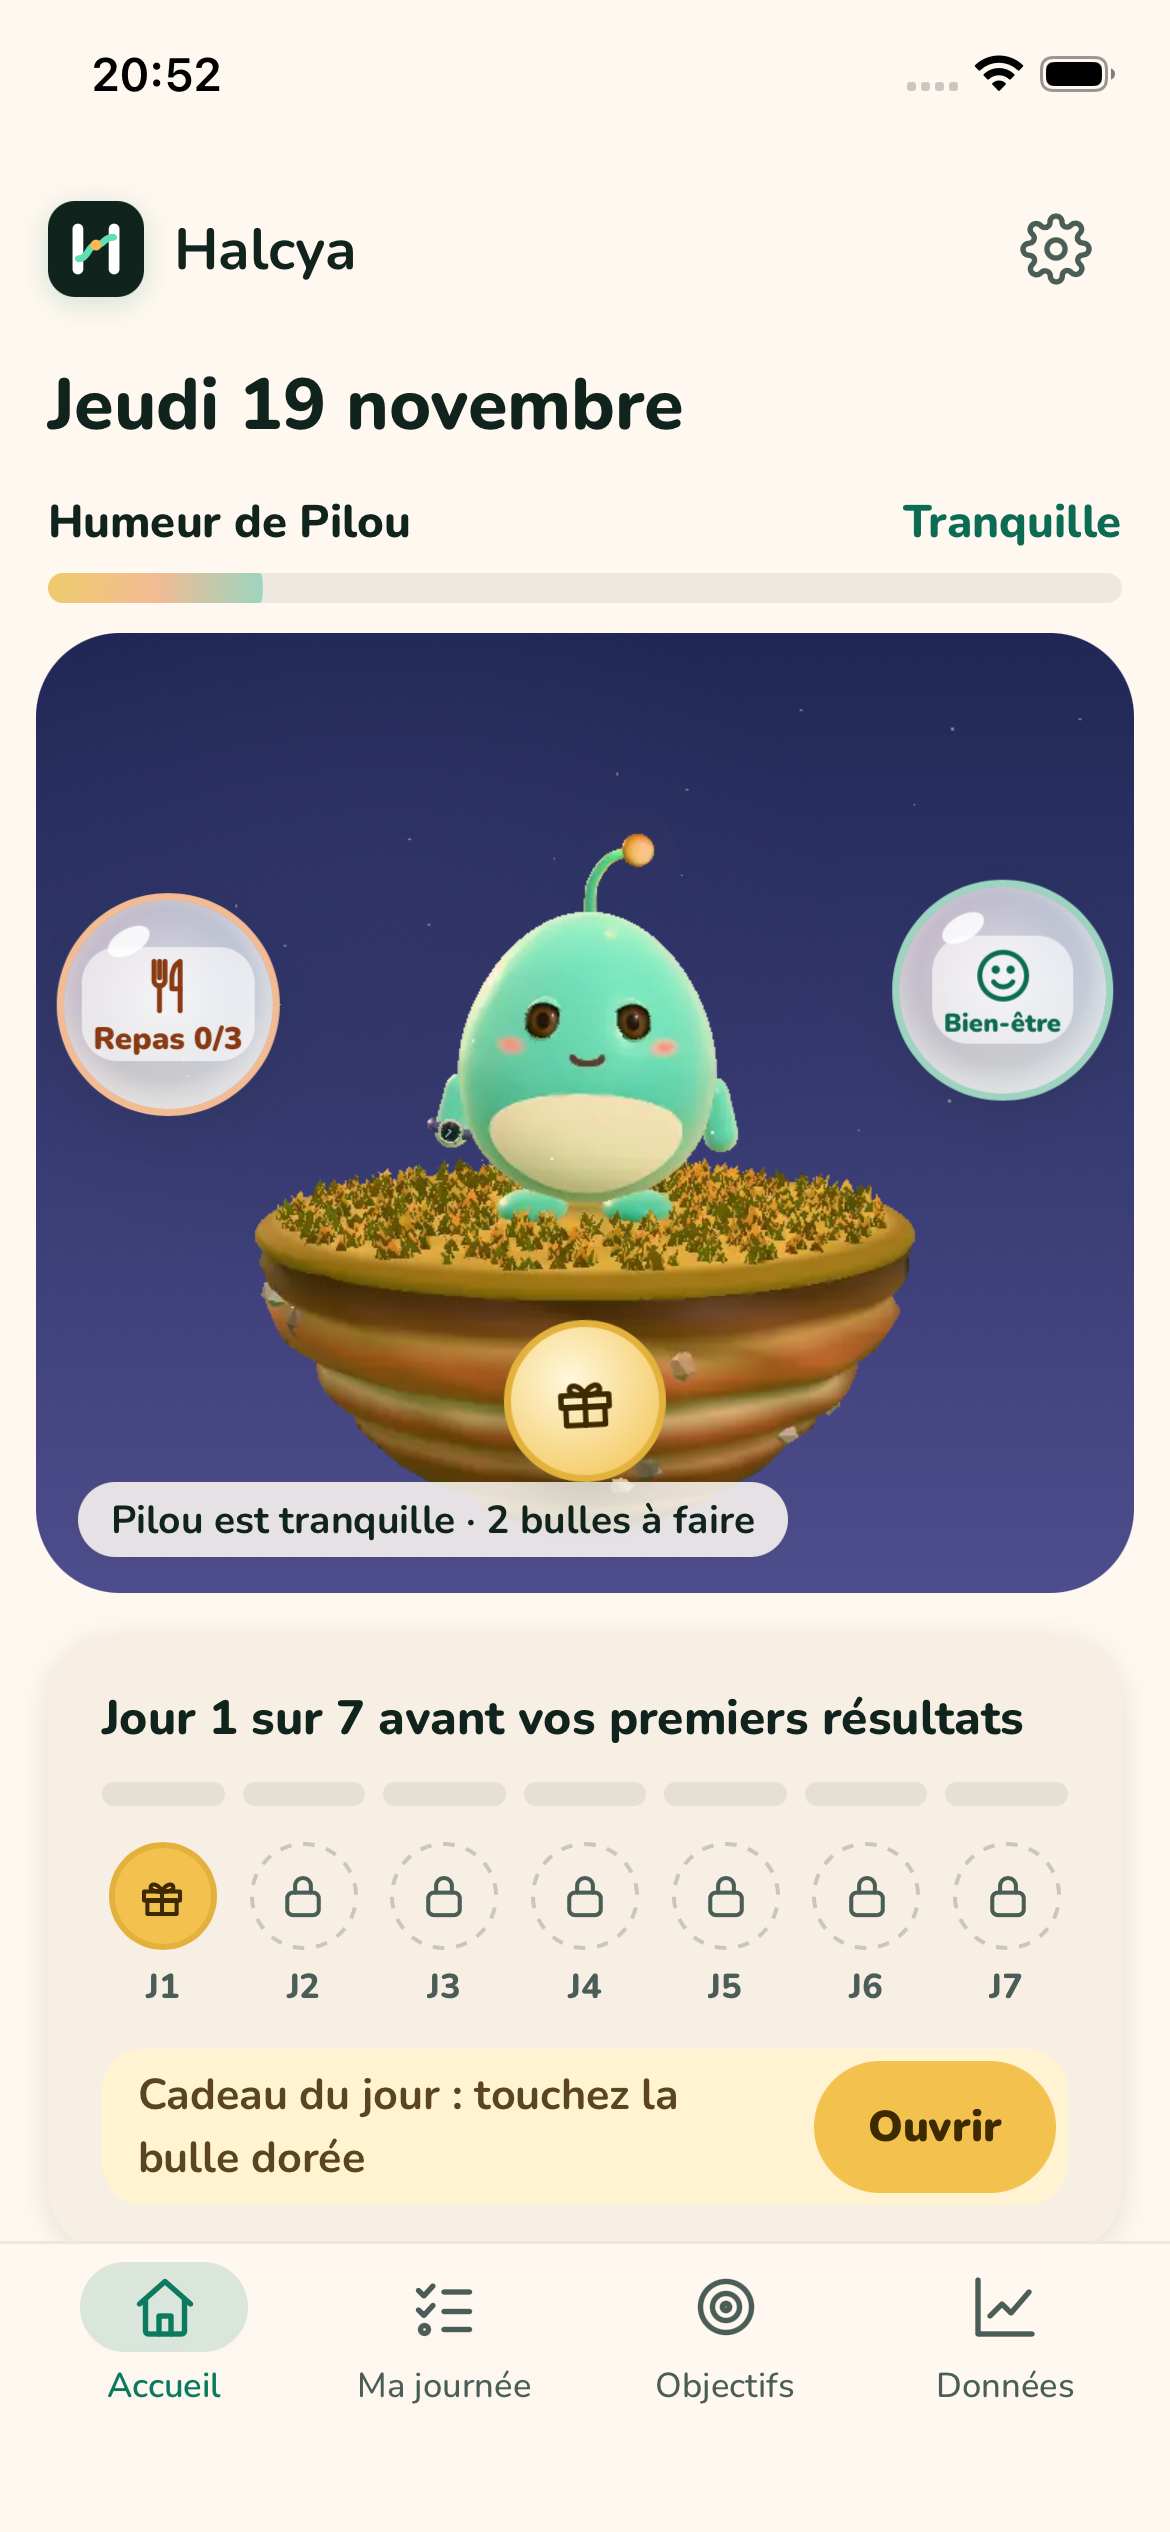 20:52
Halcya
Jeudi 19 novembre
Humeur de Pilou
Tranquille
Repas 0/3
Bien-être
Pilou est tranquille · 2 bulles à faire
Jour 1 sur 7 avant vos premiers résultats
J1
J2
J3
J4
J5
J6
J7
Cadeau du jour : touchez la
bulle dorée
Ouvrir
Accueil
Ma journée
Objectifs
Données